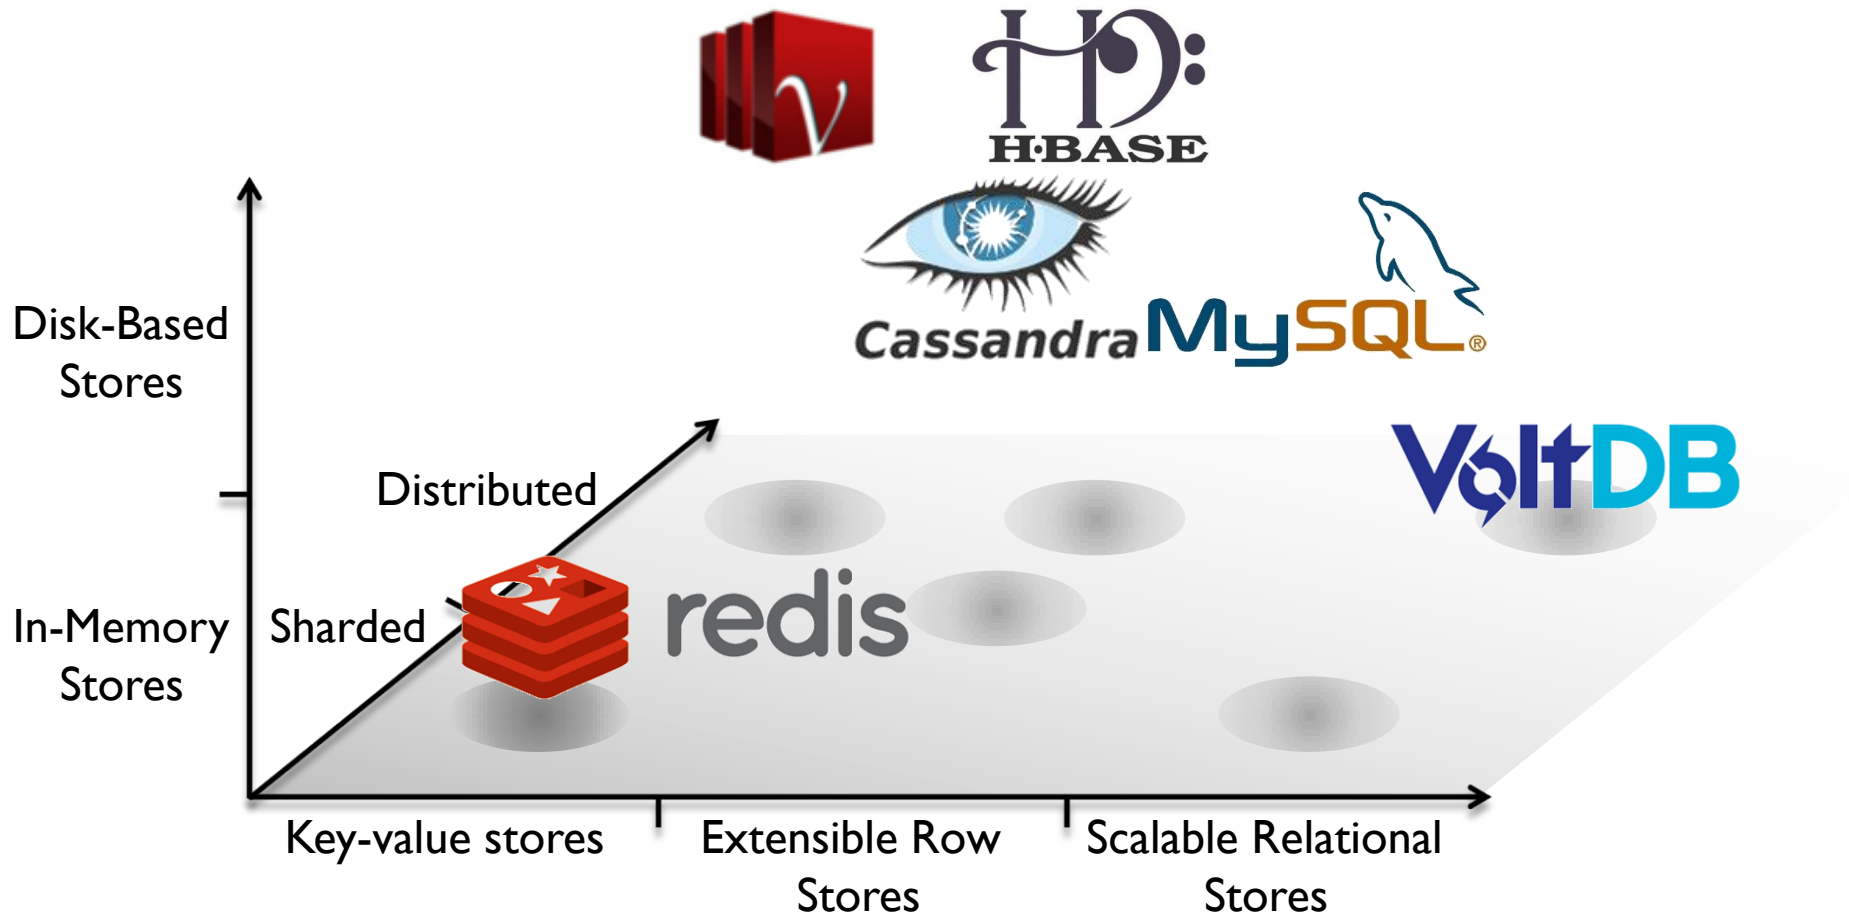 V
H·BASE
Cassandra
MySQL®
Disk-Based
Stores
VoltDB
Distributed
In-Memory
Stores
Sharded
redis
Key-value stores
Extensible Row
Stores
Scalable Relational
Stores